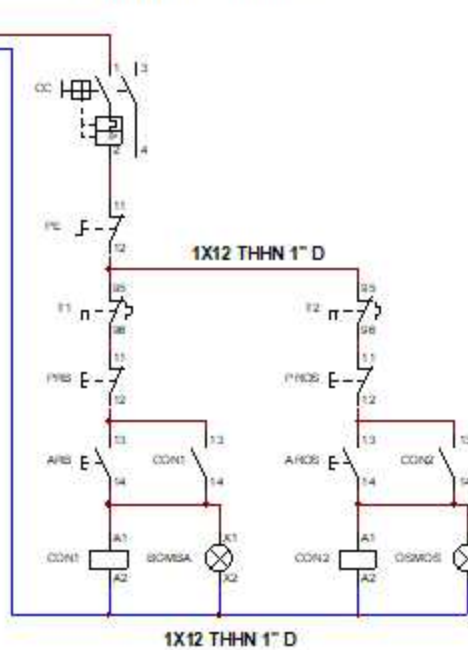 1 3
CC
2 4
11
PE
12
1X12 THHN 1" D
95 95
T1 T2
96 96
11 11
PRB PROS
12 12
13 13 13
ARB CON1 AROS CON2
14 14 14
A1 X1 A1
CON1 BOMBA CON2 OSMOS
A2 X2 A2
1X12 THHN 1" D